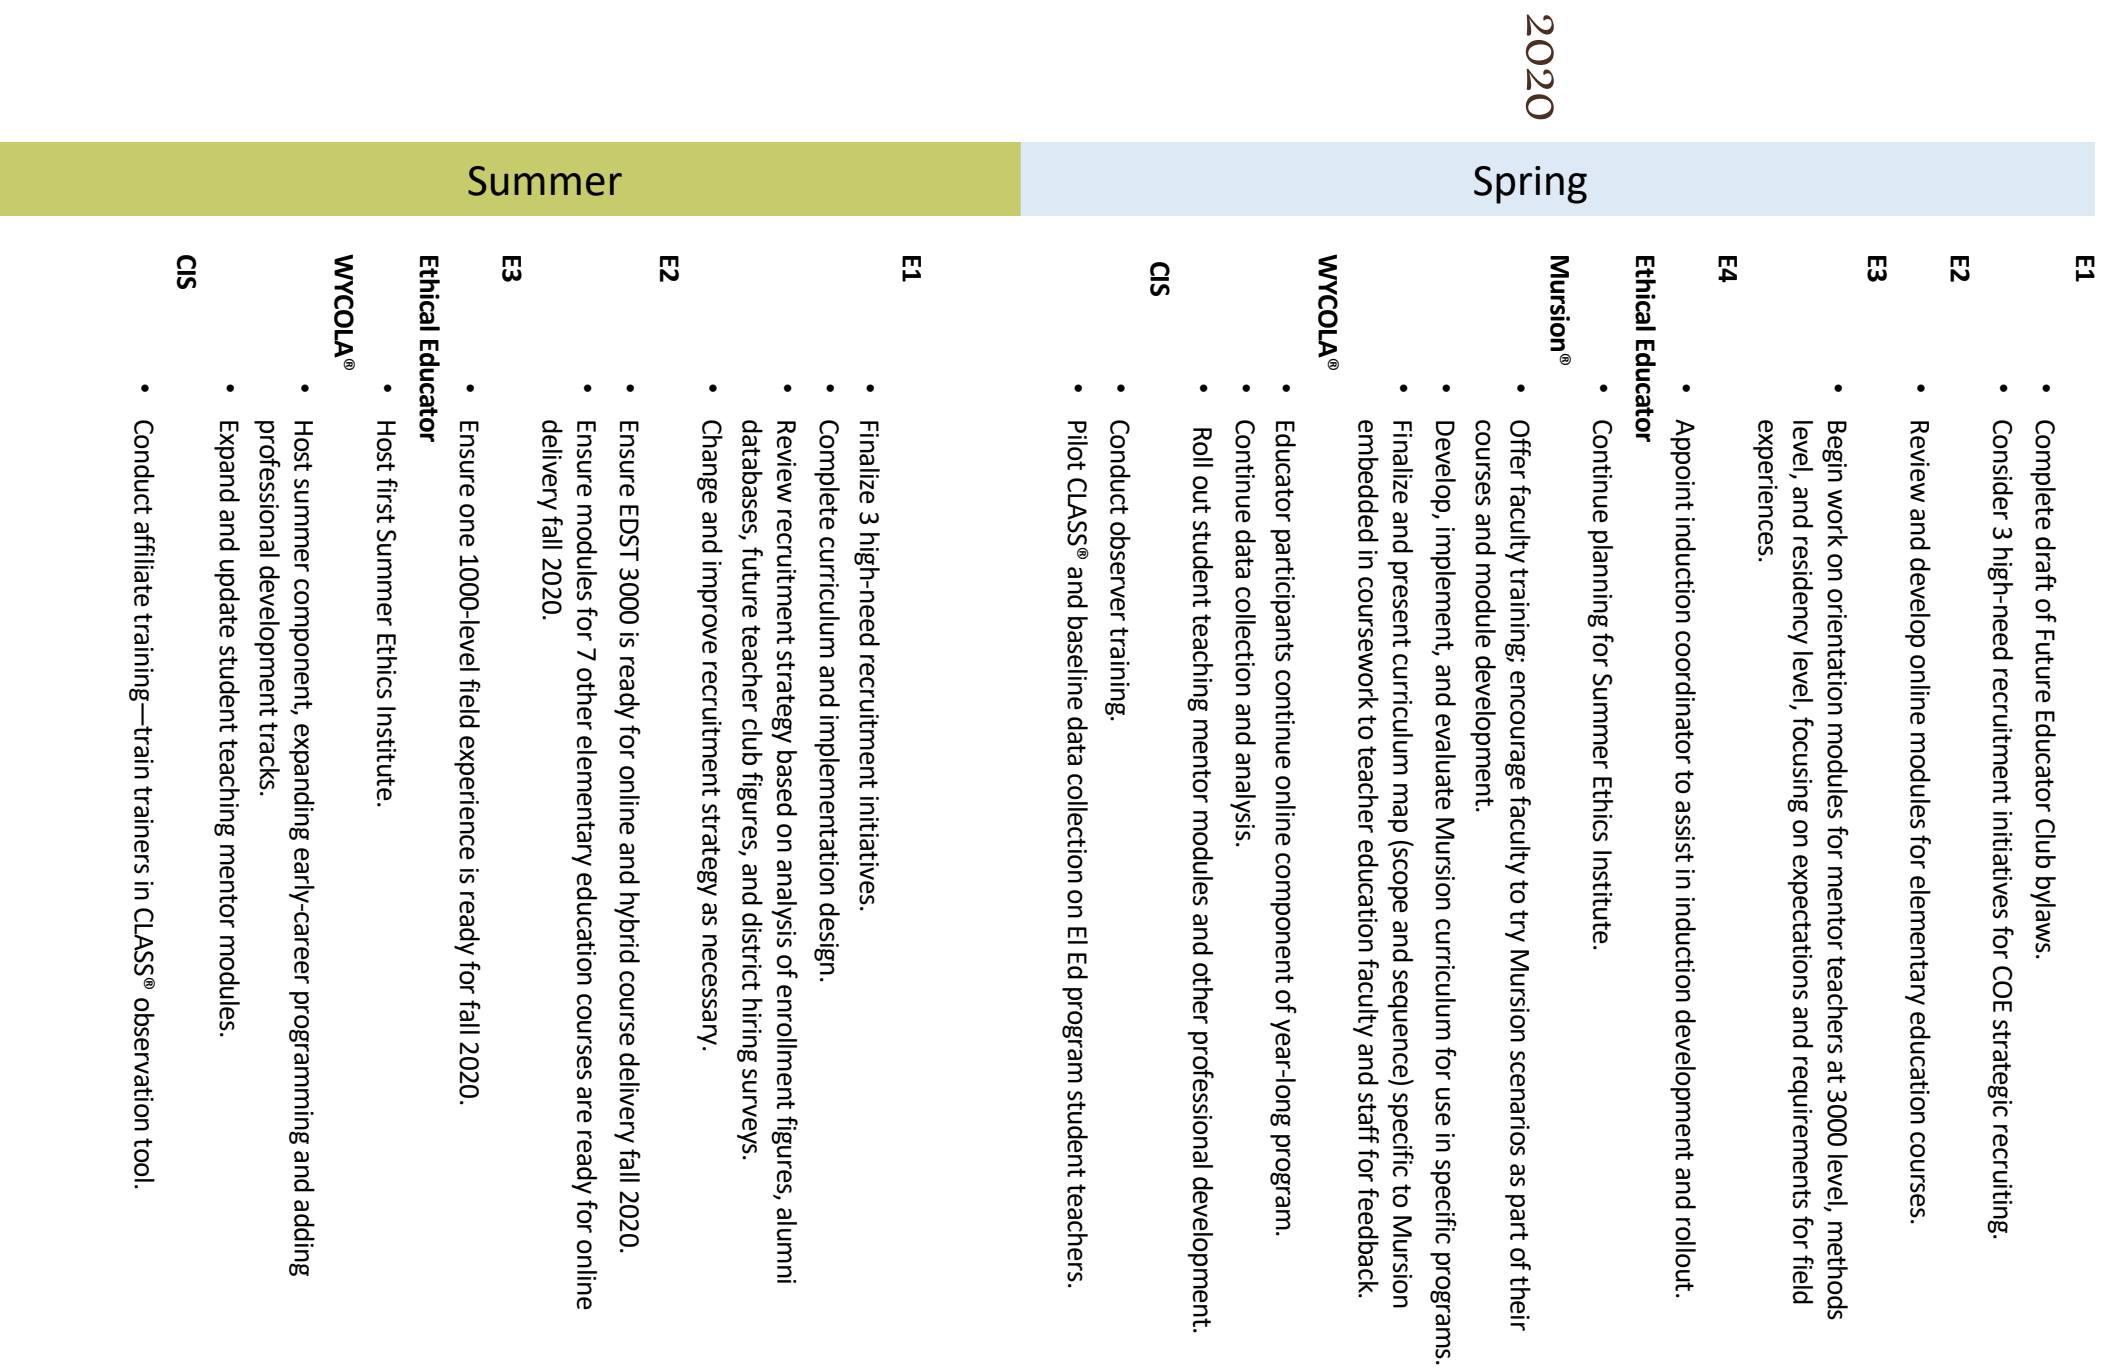 2020
Spring
E1
• Complete draft of Future Educator Club bylaws.
• Consider 3 high-need recruitment initiatives for COE strategic recruiting.
E2
• Review and develop online modules for elementary education courses.
E3
• Begin work on orientation modules for mentor teachers at 3000 level, methods
level, and residency level, focusing on expectations and requirements for field
experiences.
E4
• Appoint induction coordinator to assist in induction development and rollout.
Ethical Educator
• Continue planning for Summer Ethics Institute.
Mursion®
• Offer faculty training; encourage faculty to try Mursion scenarios as part of their
courses and module development.
• Develop, implement, and evaluate Mursion curriculum for use in specific programs.
• Finalize and present curriculum map (scope and sequence) specific to Mursion
embedded in coursework to teacher education faculty and staff for feedback.
WYCOLA®
• Educator participants continue online component of year-long program.
• Continue data collection and analysis.
• Roll out student teaching mentor modules and other professional development.
CIS
• Conduct observer training.
• Pilot CLASS® and baseline data collection on El Ed program student teachers.
Summer
E1
• Finalize 3 high-need recruitment initiatives.
• Complete curriculum and implementation design.
• Review recruitment strategy based on analysis of enrollment figures, alumni
databases, future teacher club figures, and district hiring surveys.
• Change and improve recruitment strategy as necessary.
E2
• Ensure EDST 3000 is ready for online and hybrid course delivery fall 2020.
• Ensure modules for 7 other elementary education courses are ready for online
delivery fall 2020.
E3
• Ensure one 1000-level field experience is ready for fall 2020.
Ethical Educator
• Host first Summer Ethics Institute.
WYCOLA®
• Host summer component, expanding early-career programming and adding
professional development tracks.
• Expand and update student teaching mentor modules.
CIS
• Conduct affiliate training—train trainers in CLASS® observation tool.